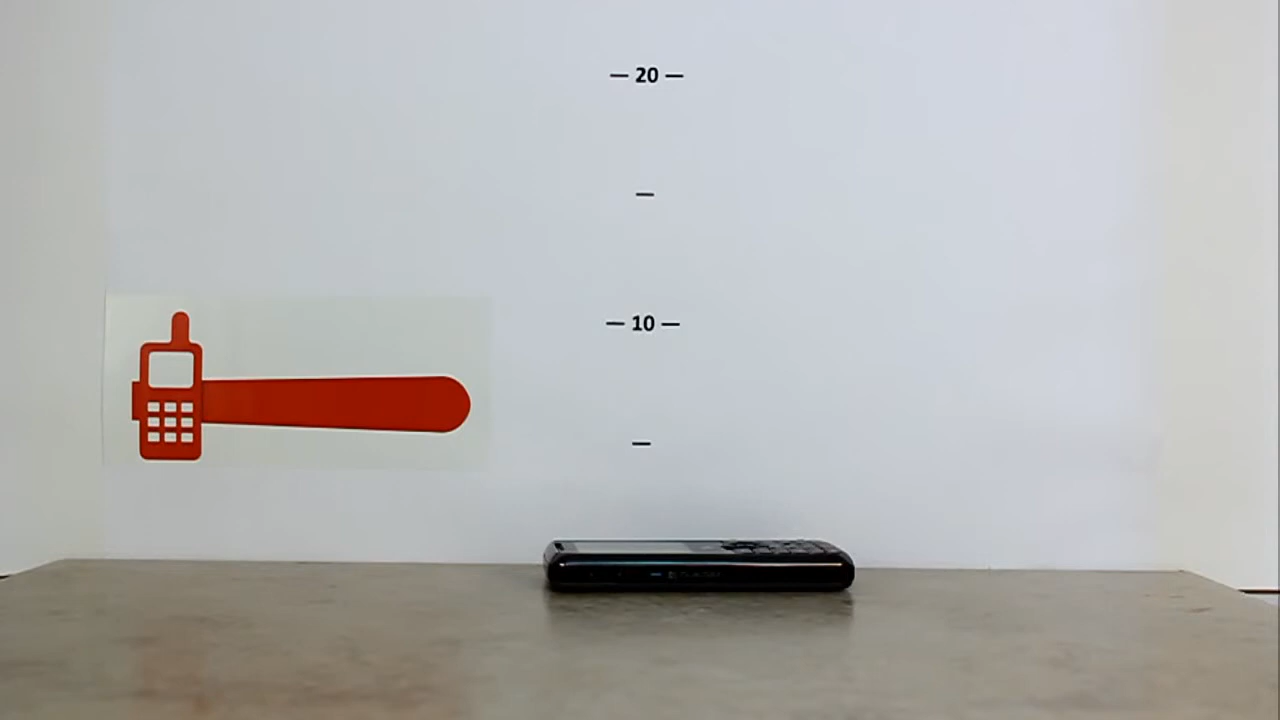 — 20 —
—
— 10 —
—